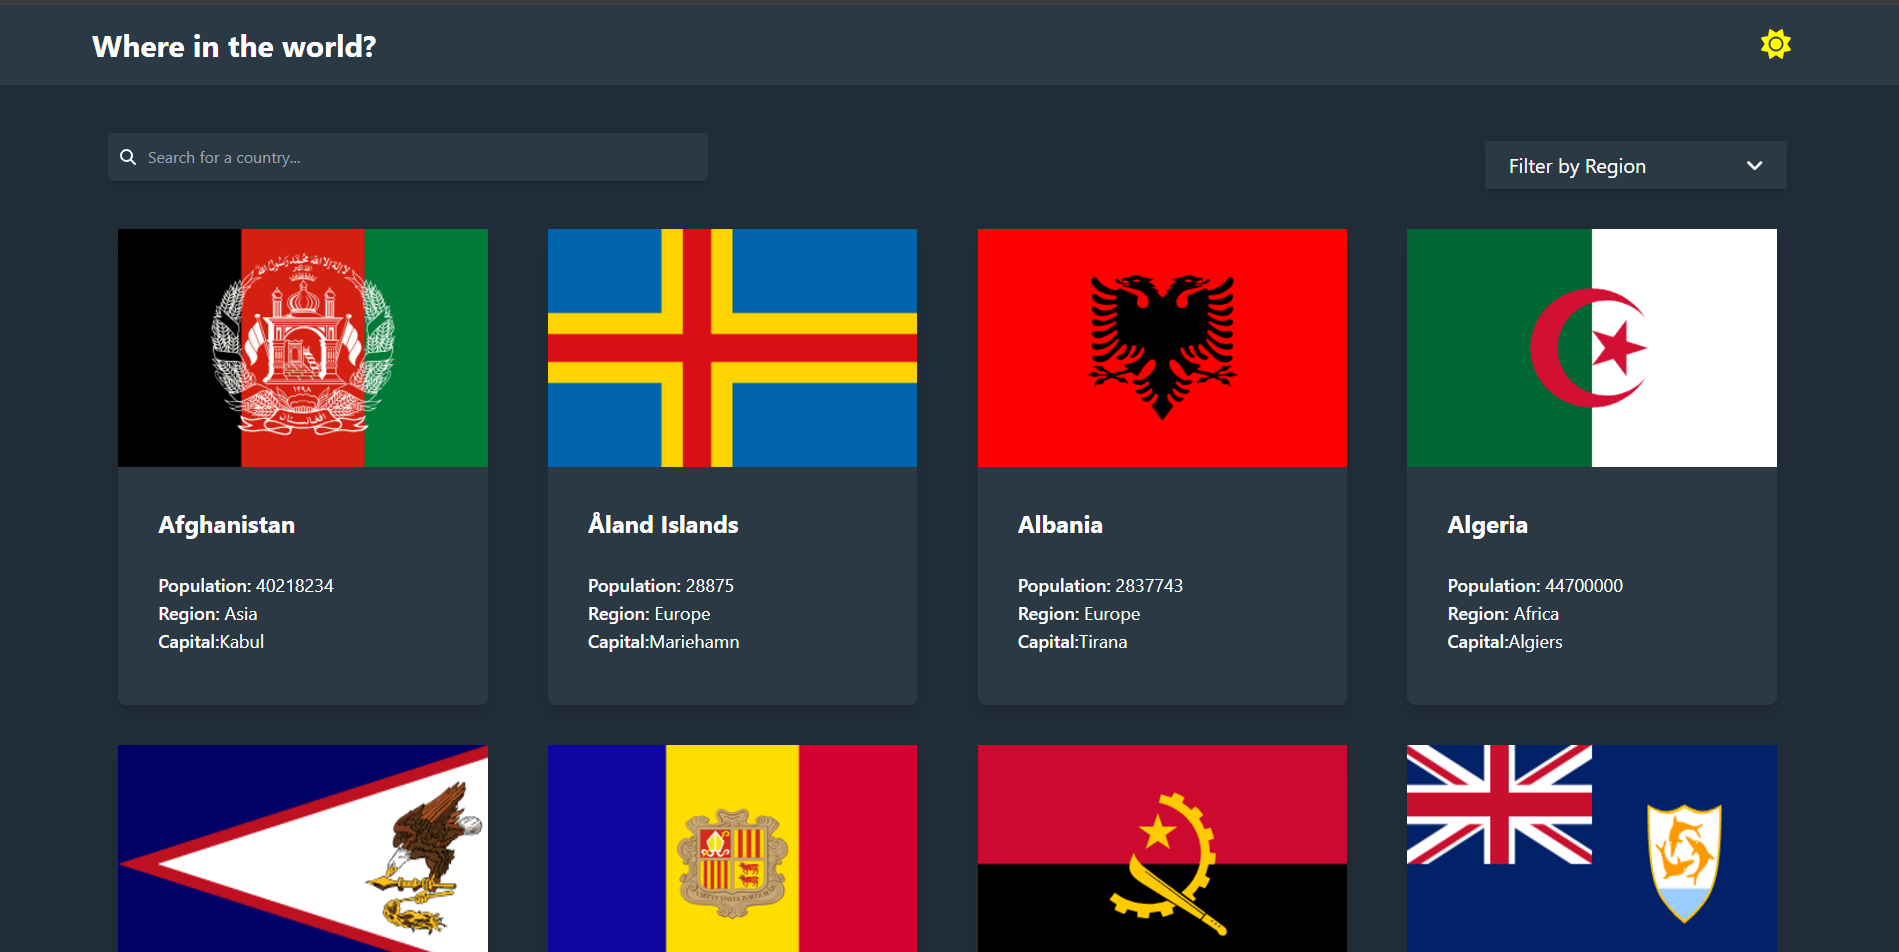 Where in the world?
Search for a country...
Filter by Region
Afghanistan
Population: 40218234
Region: Asia
Capital:Kabul
Åland Islands
Population: 28875
Region: Europe
Capital:Mariehamn
Albania
Population: 2837743
Region: Europe
Capital:Tirana
Algeria
Population: 44700000
Region: Africa
Capital:Algiers